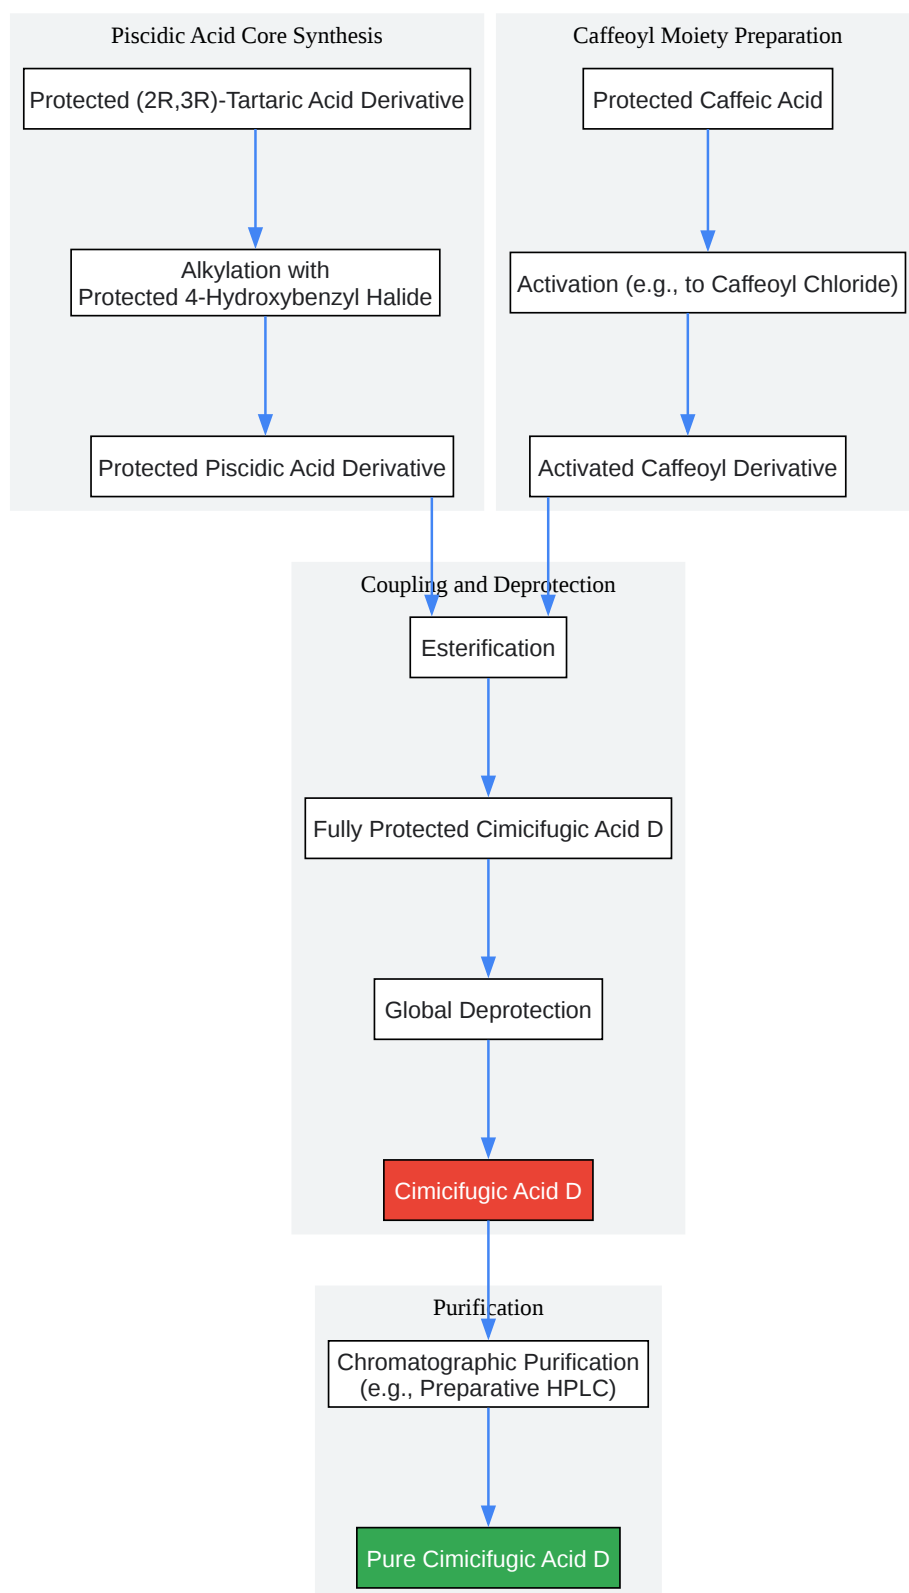 Piscidic Acid Core Synthesis
Protected (2R,3R)-Tartaric Acid Derivative
Alkylation with
Protected 4-Hydroxybenzyl Halide
Protected Piscidic Acid Derivative
Caffeoyl Moiety Preparation
Protected Caffeic Acid
Activation (e.g., to Caffeoyl Chloride)
Activated Caffeoyl Derivative
Coupling and Deprotection
Esterification
Fully Protected Cimicifugic Acid D
Global Deprotection
Cimicifugic Acid D
Purification
Chromatographic Purification
(e.g., Preparative HPLC)
Pure Cimicifugic Acid D